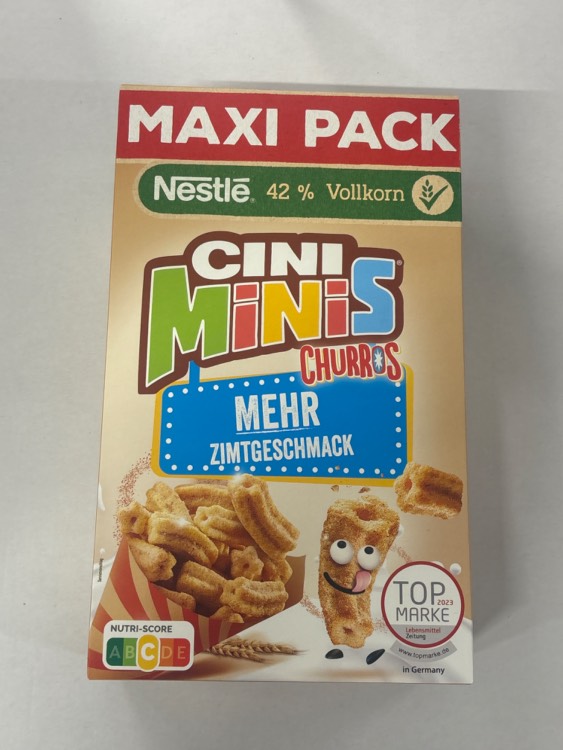 MAXI PACK
Nestlé® 42 % Vollkorn
CINI
MINIS®
CHURROS
MEHR
ZIMTGESCHMACK
TOP
2023
MARKE
Lebensmittel
Zeitung
www.topmarke.de
in Germany
NUTRI-SCORE
ABCDE